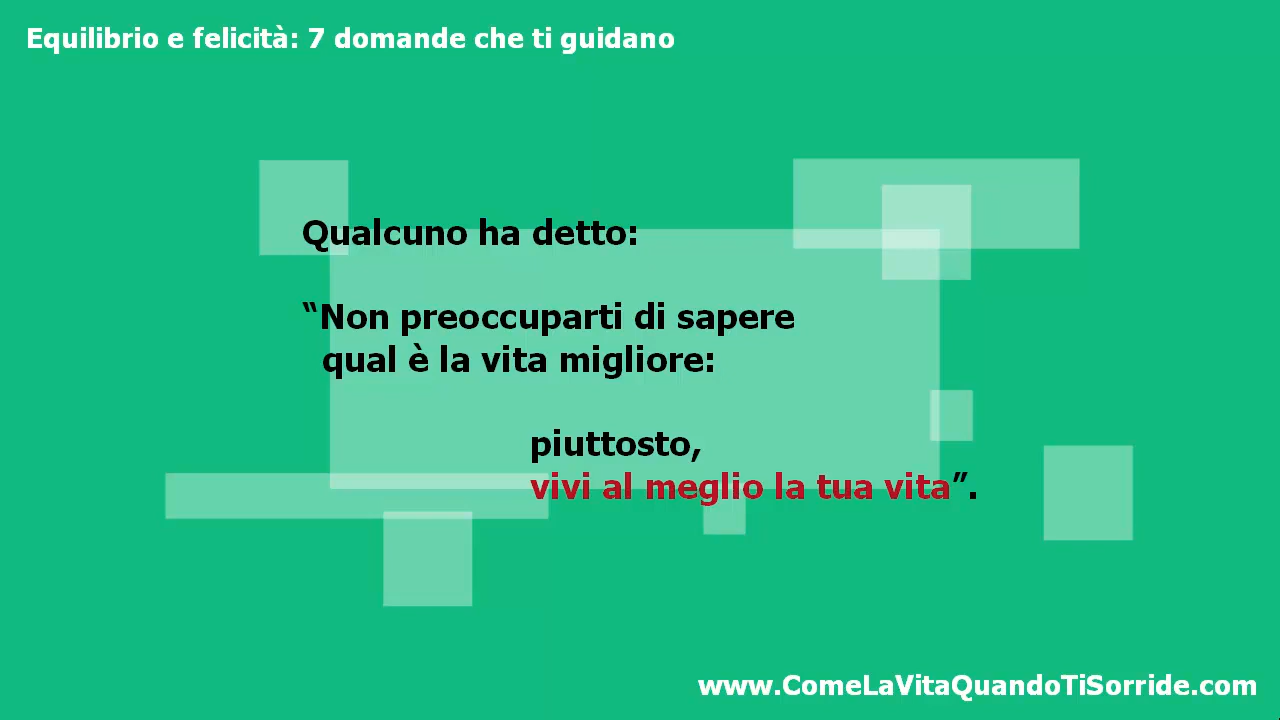 Equilibrio e felicità: 7 domande che ti guidano
Qualcuno ha detto:
“Non preoccuparti di sapere
qual è la vita migliore:
piuttosto,
vivi al meglio la tua vita”.
www.ComeLaVitaQuandoTiSorride.com